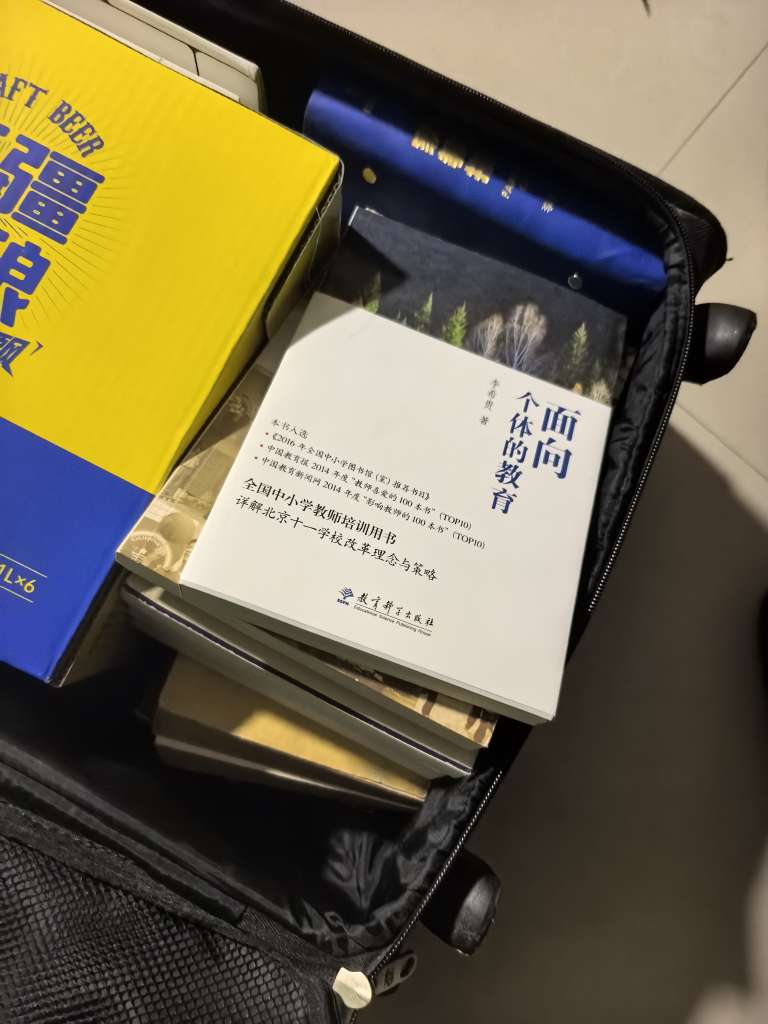 AFT BEER
疆
狼
1L×6
面向
个体的教育
李希贵 著
本书入选
•《2016年全国中小学图书馆(室)推荐书目》
•中国教育报2014年度"教师喜爱的100本书"(TOP10)
•中国教育新闻网2014年度"影响教师的100本书"(TOP10)
全国中小学教师培训用书
详解北京十一学校改革理念与策略
教育科学出版社
Educational Science Publishing House